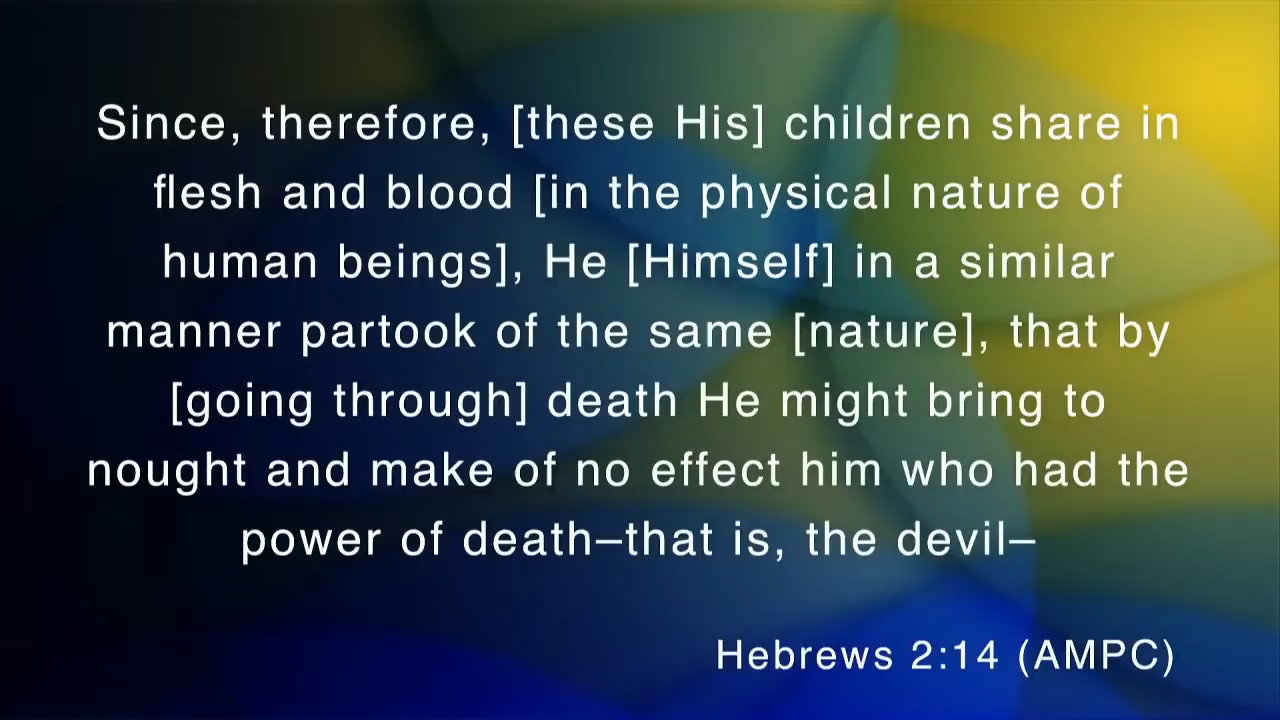 Since, therefore, [these His] children share in
flesh and blood [in the physical nature of
human beings], He [Himself] in a similar
manner partook of the same [nature], that by
[going through] death He might bring to
nought and make of no effect him who had the
power of death–that is, the devil–
Hebrews 2:14 (AMPC)